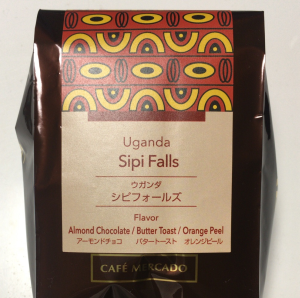 Uganda
Sipi Falls
ウガンダ
シピフォールズ
Flavor
Almond Chocolate / Butter Toast / Orange Peel
アーモンドチョコ バタートースト オレンジピール
CAFÉ MERCADO